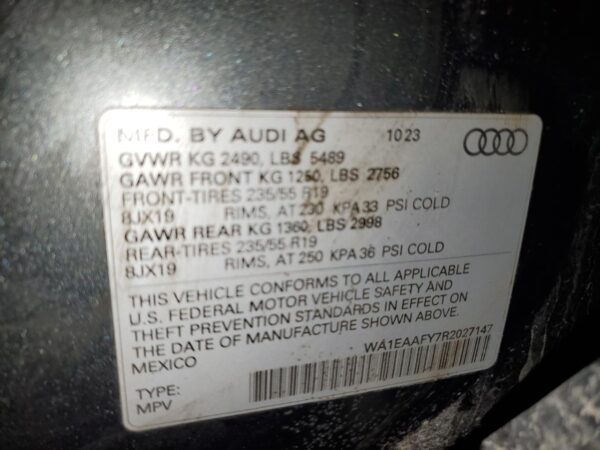 MFD. BY AUDI AG 10 23
GVWR KG 2490, LBS 5489
GAWR FRONT KG 1250, LBS 2756
FRONT-TIRES 235/55 R19
8JX19 RIMS, AT 230 KPA 33 PSI COLD
GAWR REAR KG 1360, LBS 2998
REAR-TIRES 235/55 R19
8JX19 RIMS, AT 250 KPA 36 PSI COLD
THIS VEHICLE CONFORMS TO ALL APPLICABLE
U.S. FEDERAL MOTOR VEHICLE SAFETY AND
THEFT PREVENTION STANDARDS IN EFFECT ON
THE DATE OF MANUFACTURE SHOWN ABOVE.
MEXICO WA1EAAFY7R2027147
TYPE:
MPV